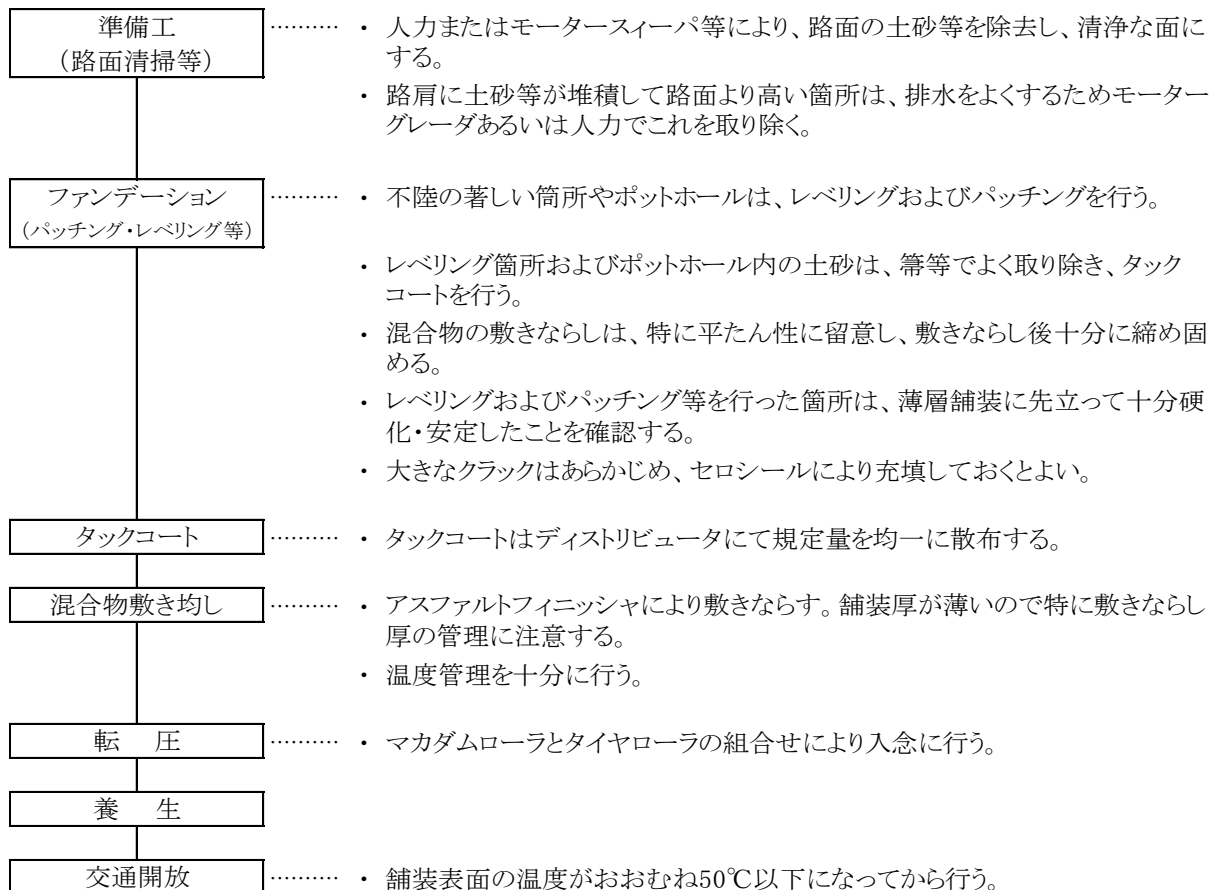 準備工 ……… ・ 人力またはモータースィーパ等により、路面の土砂等を除去し、清浄な面に
(路面清掃等) する。
・ 路肩に土砂等が堆積して路面より高い箇所は、排水をよくするためモーター
グレーダあるいは人力でこれを取り除く。
ファンデーション ……… ・ 不陸の著しい筒所やポットホールは、レベリングおよびパッチングを行う。
(パッチング・レベリング等)
・ レベリング箇所およびポットホール内の土砂は、箒等でよく取り除き、タック
コートを行う。
・ 混合物の敷きならしは、特に平たん性に留意し、敷きならし後十分に締め固
める。
・ レベリングおよびパッチング等を行った箇所は、薄層舗装に先立って十分硬
化・安定したことを確認する。
・ 大きなクラックはあらかじめ、セロシールにより充填しておくとよい。
タックコート ……… ・ タックコートはディストリビュータにて規定量を均一に散布する。
混合物敷き均し ……… ・ アスファルトフィニッシャにより敷きならす。舗装厚が薄いので特に敷きならし
厚の管理に注意する。
・ 温度管理を十分に行う。
転 圧 ……… ・ マカダムローラとタイヤローラの組合せにより入念に行う。
養 生
交通開放 ……… ・ 舗装表面の温度がおおむね50℃以下になってから行う。